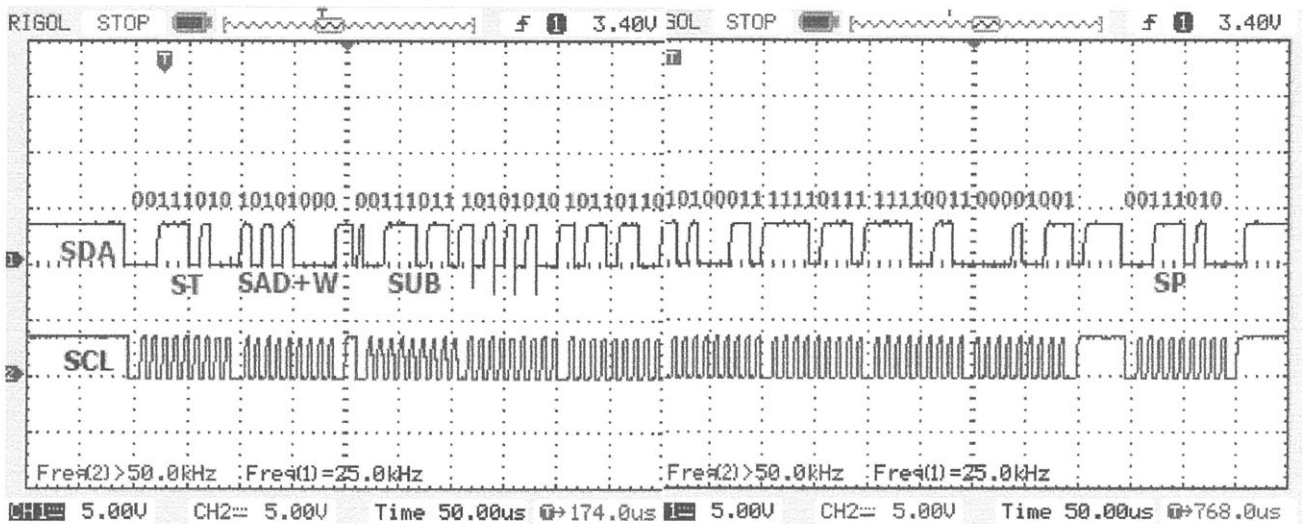 RIGOL STOP T f 1 3.40V GOL STOP f 1 3.40V
T T
00111010 10101000 00111011 10101010 10110110 10100011 11110111 11110011 00001001 00111010
1 SDA
ST SAD+W SUB SP
2 SCL
Freq(2)>50.0kHz Freq(1)=25.0kHz Freq(2)>50.0kHz Freq(1)=25.0kHz
CH1 5.00V CH2 5.00V Time 50.00us T→174.0us 1 5.00V CH2 5.00V Time 50.00us T→768.0us